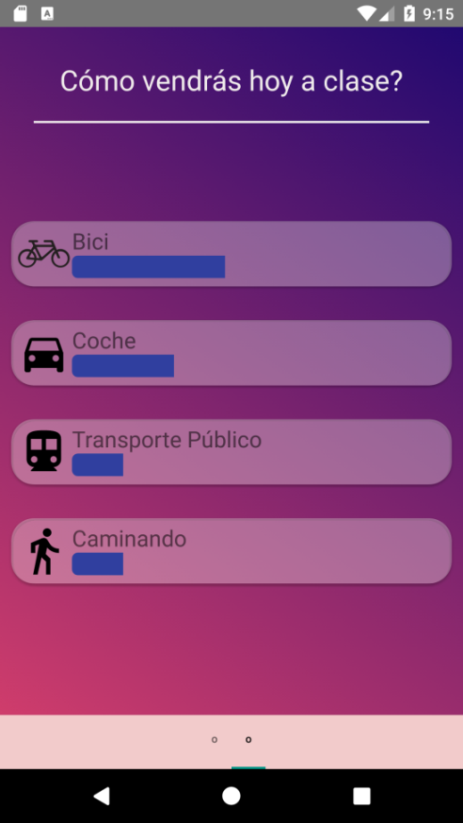 9:15
Cómo vendrás hoy a clase?
Bici
Coche
Transporte Público
Caminando